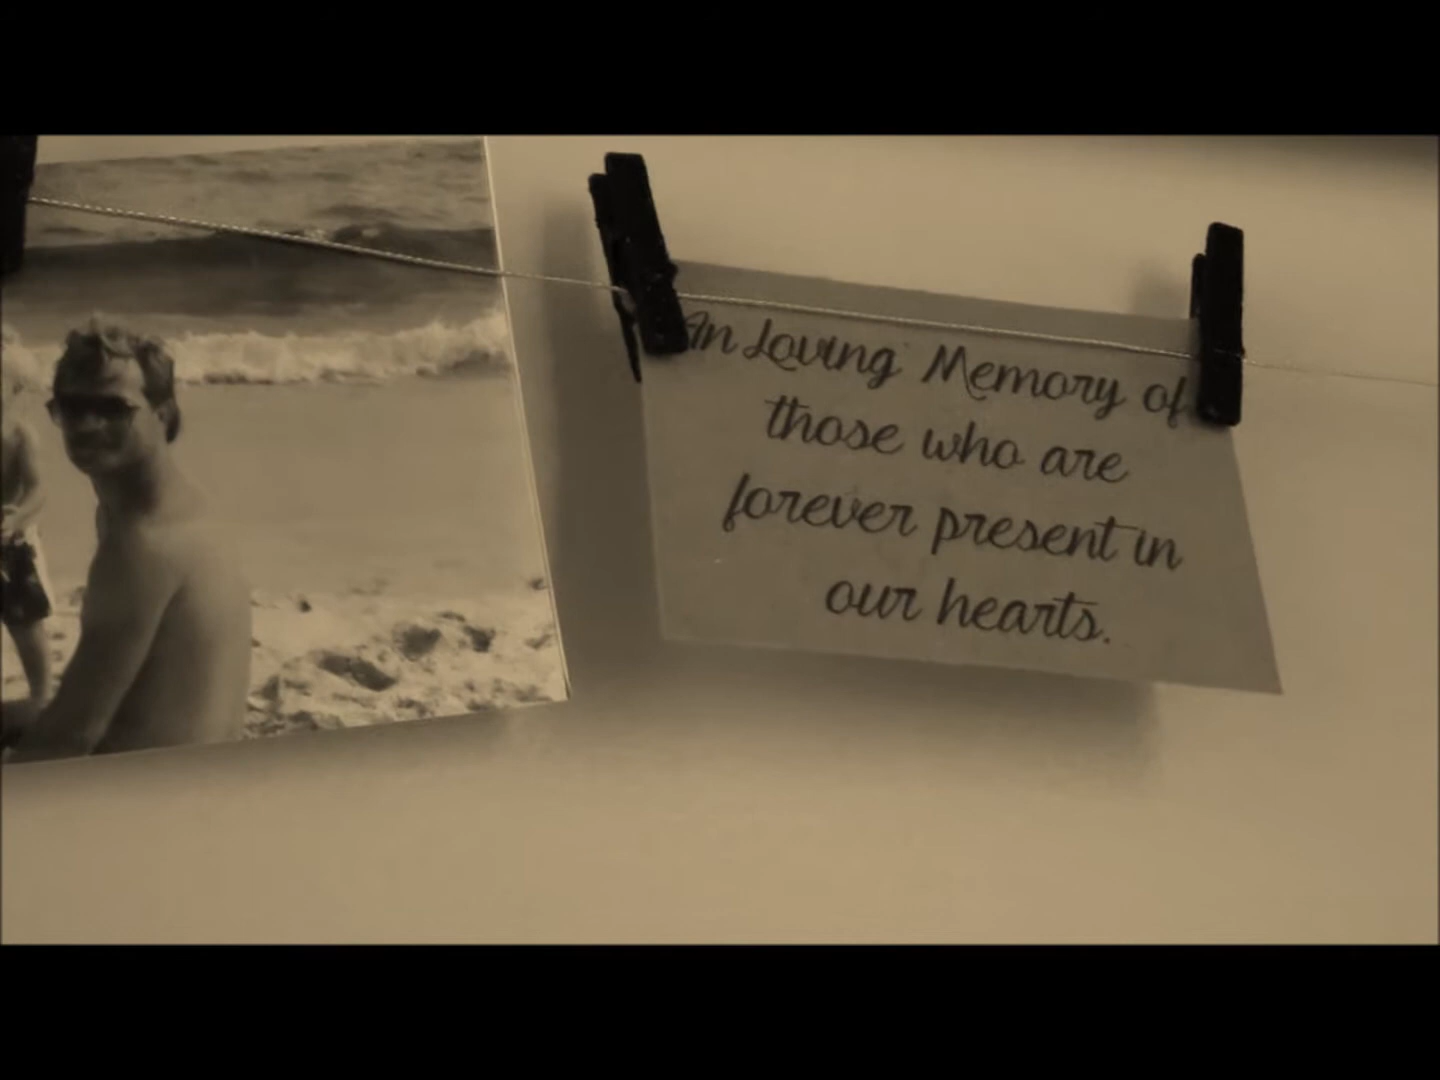 In Loving Memory of
those who are
forever present in
our hearts.